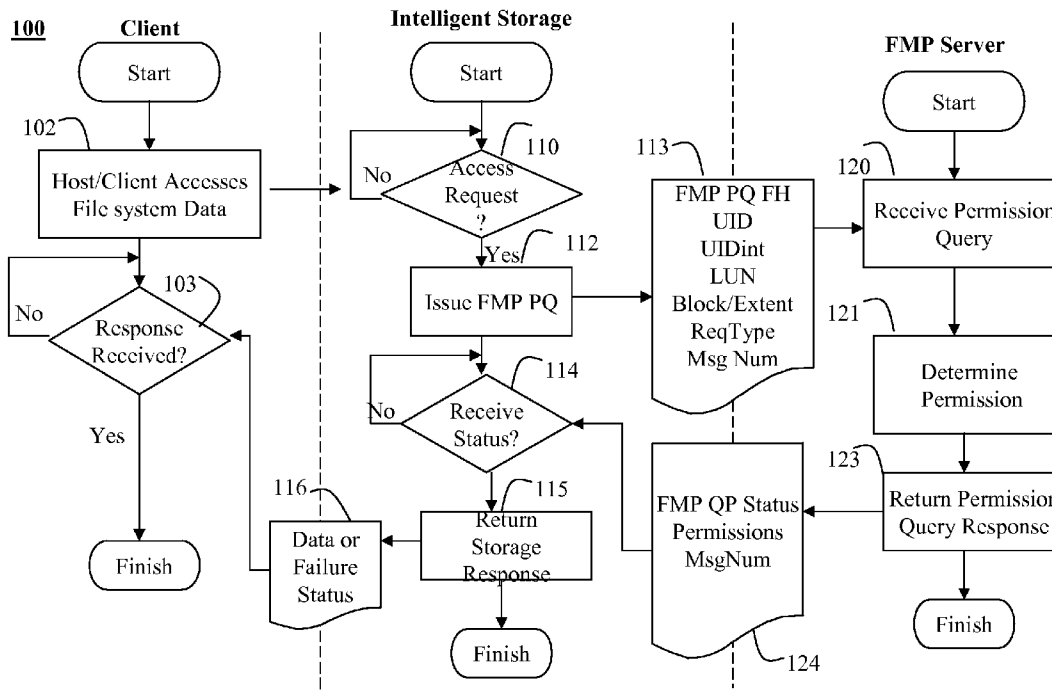 100
Client
Intelligent Storage
FMP Server
Start
Start
Start
102
Host/Client Accesses
File system Data
No
103
Response
Received?
Yes
Finish
110
No
Access
Request
?
Yes
112
Issue FMP PQ
114
No
Receive
Status?
115
Return
Storage
Response
Finish
116
Data or
Failure
Status
113
FMP PQ FH
UID
UIDint
LUN
Block/Extent
ReqType
Msg Num
FMP QP Status
Permissions
MsgNum
124
120
Receive Permission
Query
121
Determine
Permission
123
Return Permission
Query Response
Finish